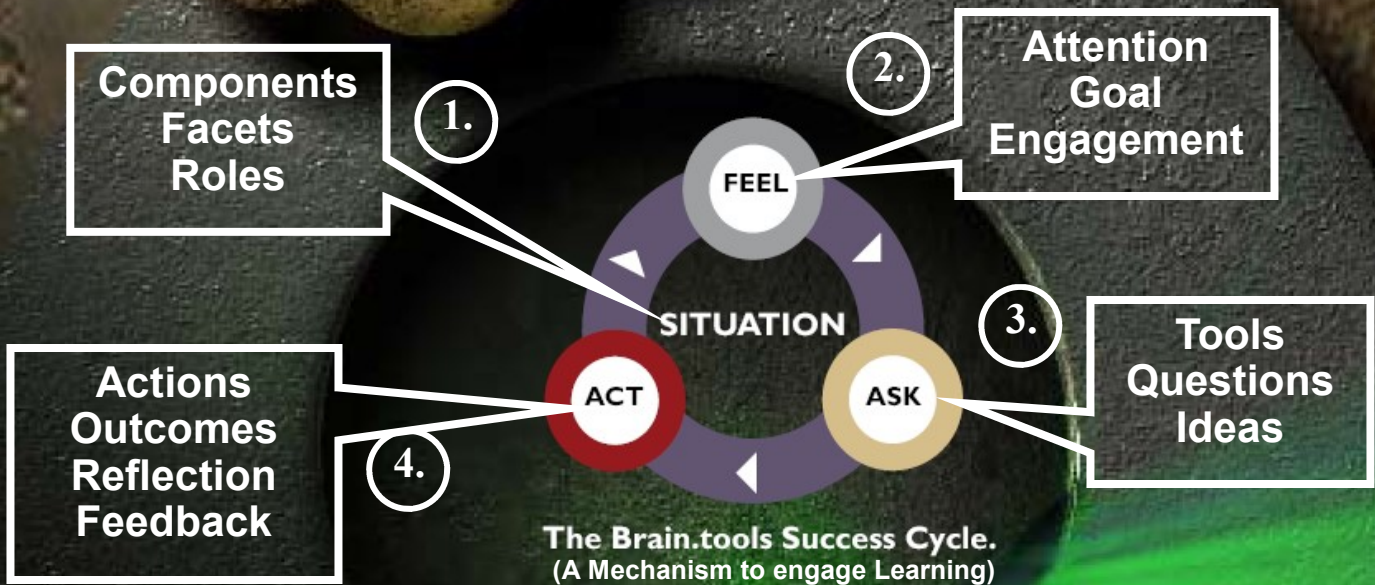 1.
Components
Facets
Roles
2.
Attention
Goal
Engagement
FEEL
SITUATION
ACT
ASK
3.
Tools
Questions
Ideas
4.
Actions
Outcomes
Reflection
Feedback
The Brain.tools Success Cycle.
(A Mechanism to engage Learning)